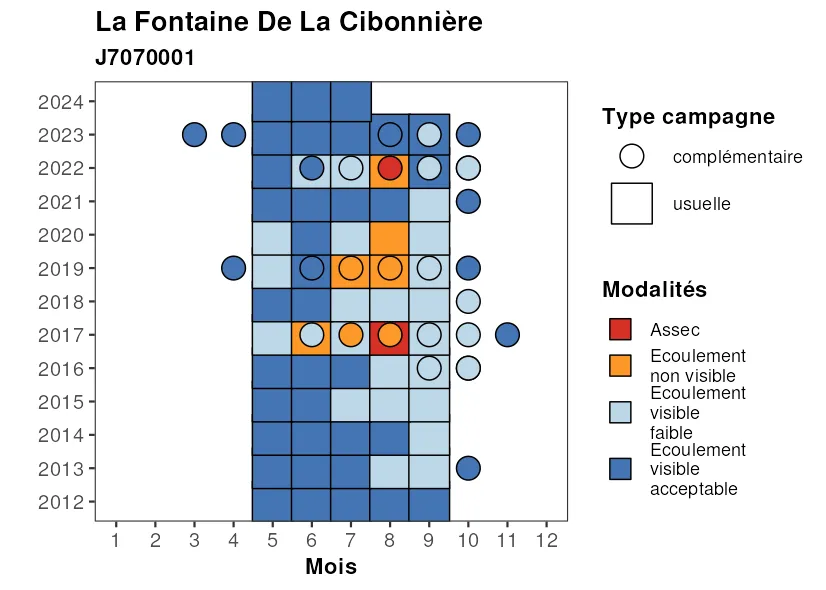 La Fontaine De La Cibonnière
J7070001
2024
2023
2022
2021
2020
2019
2018
2017
2016
2015
2014
2013
2012
1 2 3 4 5 6 7 8 9 10 11 12
Mois
Type campagne
complémentaire
usuelle
Modalités
Assec
Ecoulement
non visible
Ecoulement
visible
faible
Ecoulement
visible
acceptable